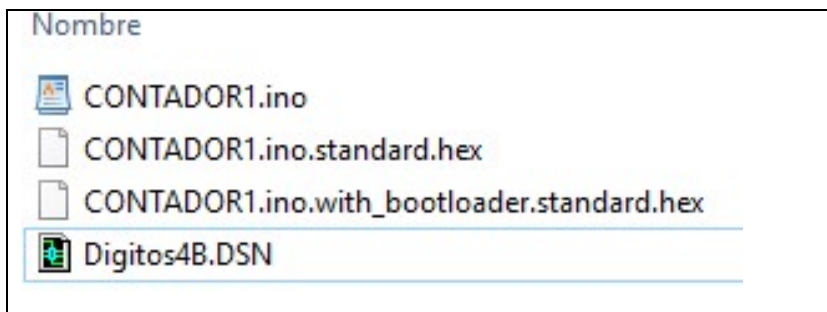 Nombre
CONTADOR1.ino
CONTADOR1.ino.standard.hex
CONTADOR1.ino.with_bootloader.standard.hex
Digitos4B.DSN